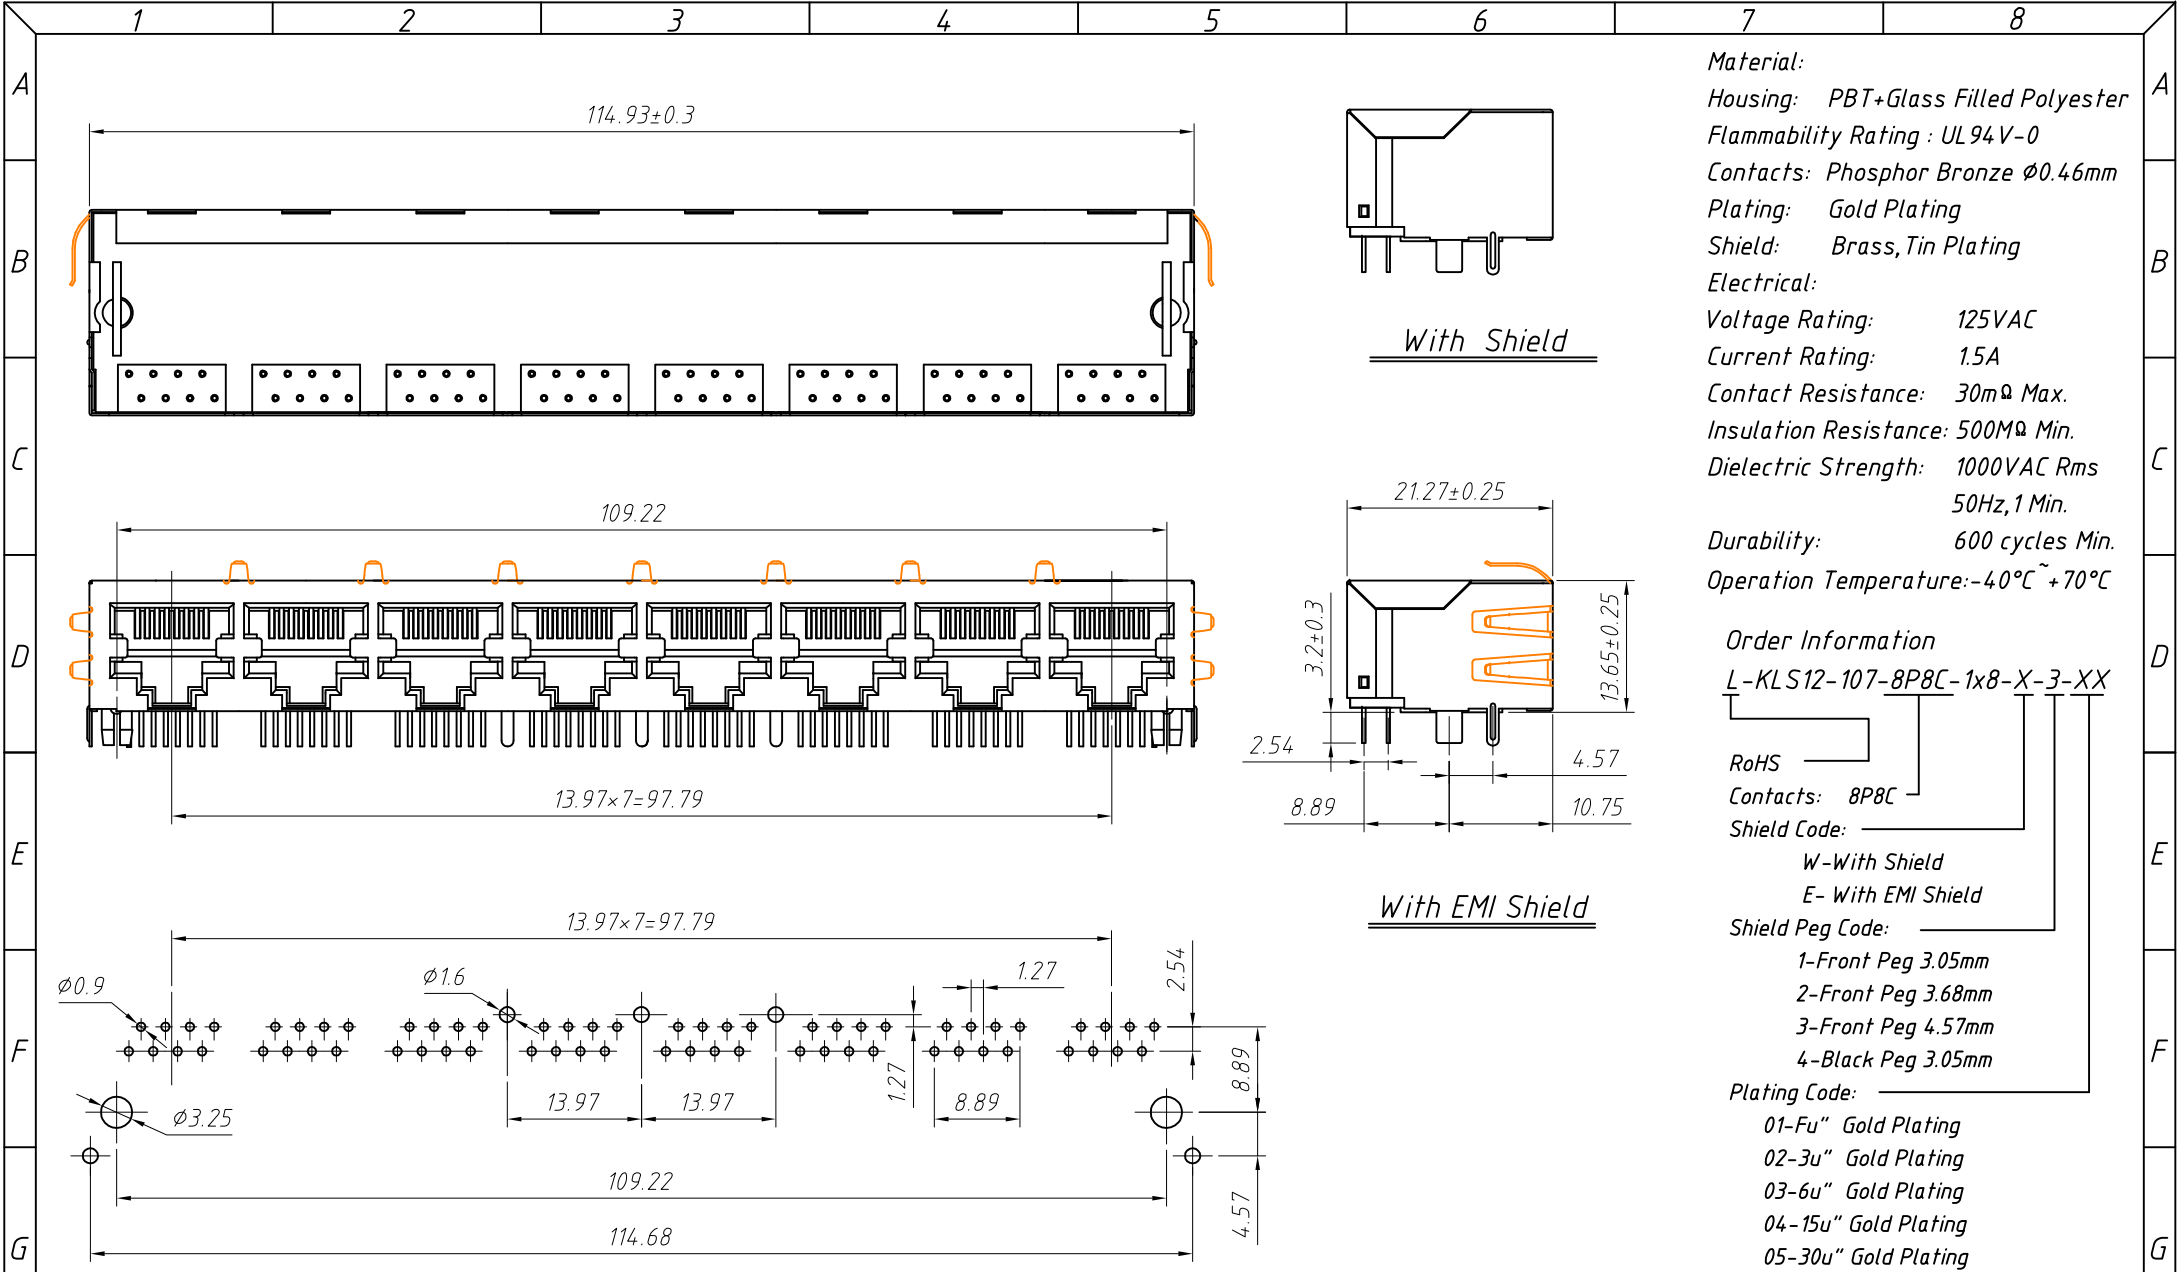 1 2 3 4 5 6 7 8
A A
B B
C C
D D
E E
F F
G G
114.93±0.3
With Shield
109.22
13.97×7=97.79
21.27±0.25
3.2±0.3
13.65±0.25
2.54
4.57
8.89
10.75
With EMI Shield
13.97×7=97.79
Ø0.9
Ø1.6
1.27
2.54
1.27
8.89
13.97
13.97
8.89
Ø3.25
109.22
4.57
114.68
Material:
Housing: PBT+Glass Filled Polyester
Flammability Rating : UL94V-0
Contacts: Phosphor Bronze Ø0.46mm
Plating: Gold Plating
Shield: Brass,Tin Plating
Electrical:
Voltage Rating: 125VAC
Current Rating: 1.5A
Contact Resistance: 30mΩ Max.
Insulation Resistance: 500MΩ Min.
Dielectric Strength: 1000VAC Rms
50Hz,1 Min.
Durability: 600 cycles Min.
Operation Temperature:-40°C~+70°C
Order Information
L-KLS12-107-8P8C-1x8-X-3-XX
RoHS
Contacts: 8P8C
Shield Code:
W-With Shield
E- With EMI Shield
Shield Peg Code:
1-Front Peg 3.05mm
2-Front Peg 3.68mm
3-Front Peg 4.57mm
4-Black Peg 3.05mm
Plating Code:
01-Fu" Gold Plating
02-3u" Gold Plating
03-6u" Gold Plating
04-15u" Gold Plating
05-30u" Gold Plating